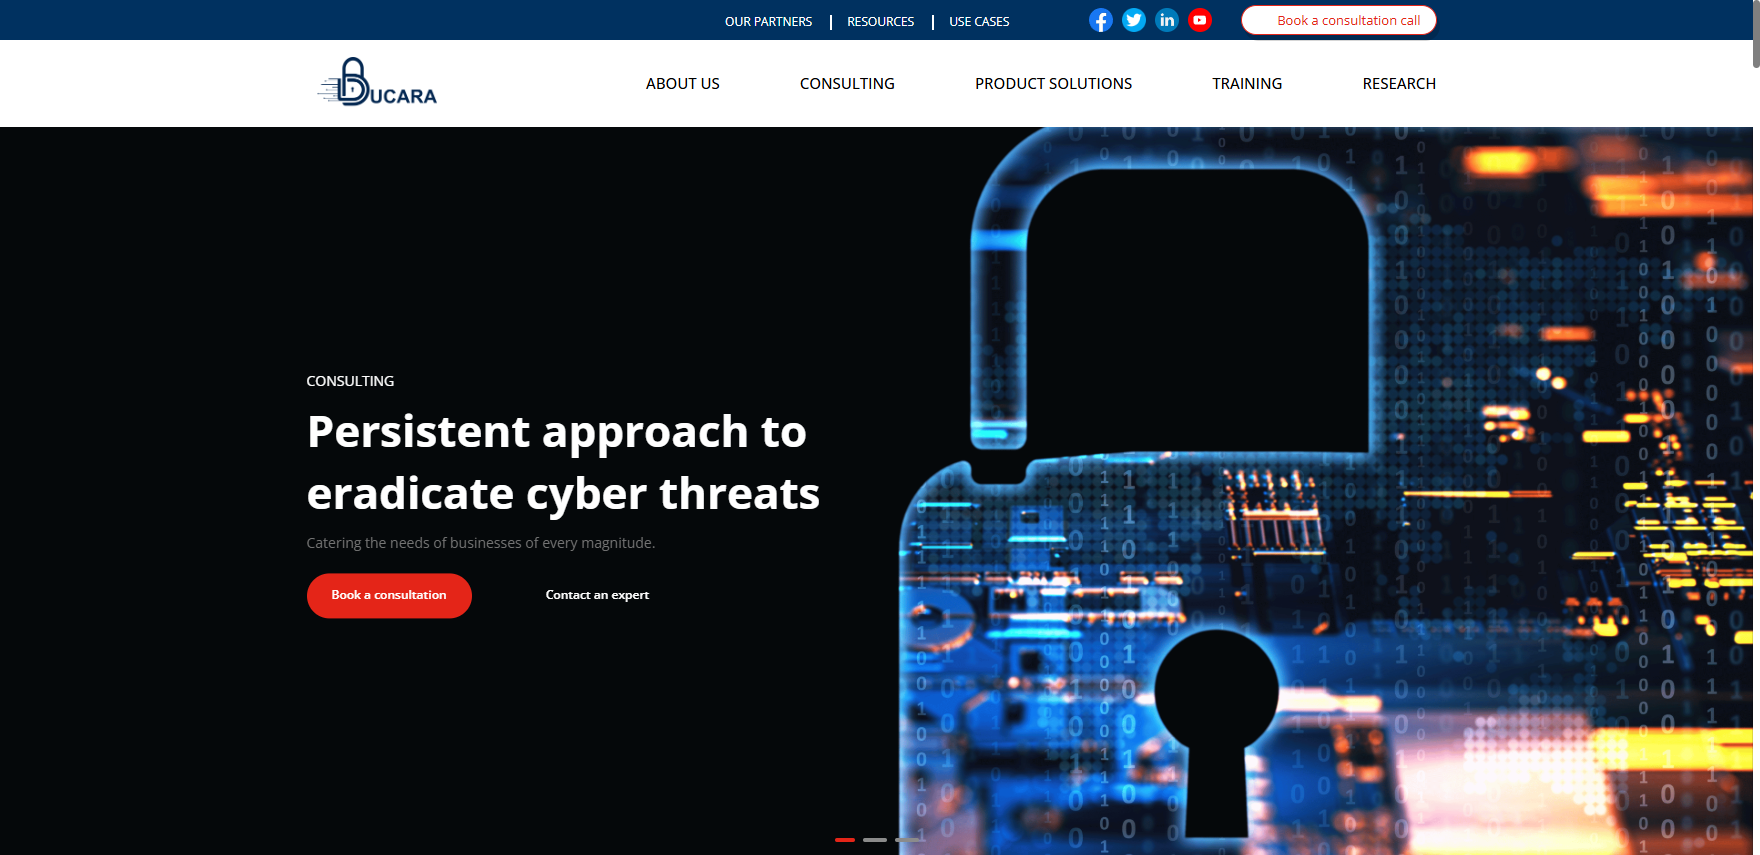 OUR PARTNERS | RESOURCES | USE CASES
Book a consultation call
DUCARA
ABOUT US CONSULTING PRODUCT SOLUTIONS TRAINING RESEARCH
CONSULTING
Persistent approach to
eradicate cyber threats
Catering the needs of businesses of every magnitude.
Book a consultation Contact an expert